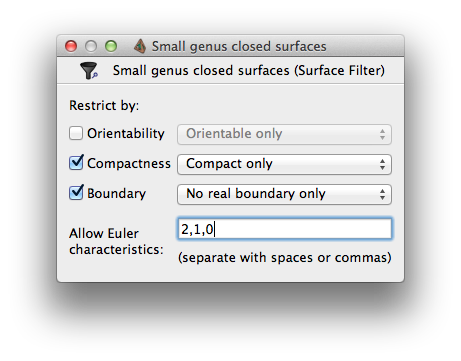 Small genus closed surfaces
Small genus closed surfaces (Surface Filter)
Restrict by:
Orientability Orientable only
Compactness Compact only
Boundary No real boundary only
Allow Euler characteristics: 2,1,0
(separate with spaces or commas)